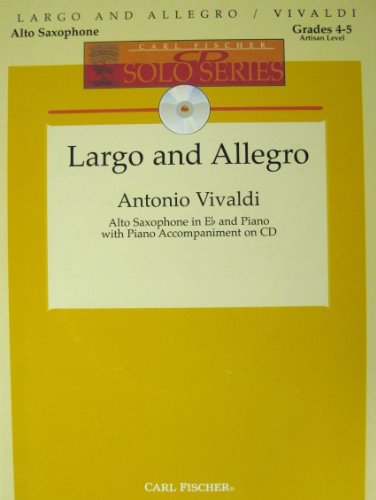 LARGO AND ALLEGRO / VIVALDI
Alto Saxophone
Grades 4-5
Artisan Level
CARL FISCHER
CD
SOLO SERIES
Largo and Allegro
Antonio Vivaldi
Alto Saxophone in E♭ and Piano
with Piano Accompaniment on CD
CARL FISCHER®